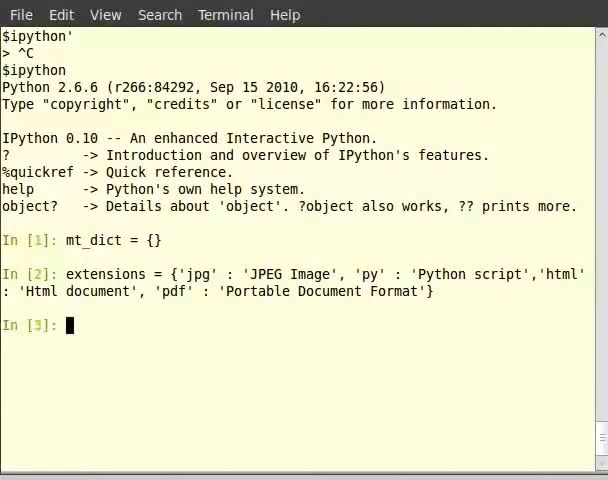 File Edit View Search Terminal Help
$ipython'
> ^C
$ipython
Python 2.6.6 (r266:84292, Sep 15 2010, 16:22:56)
Type "copyright", "credits" or "license" for more information.
IPython 0.10 -- An enhanced Interactive Python.
?         -> Introduction and overview of IPython's features.
%quickref -> Quick reference.
help      -> Python's own help system.
object?   -> Details about 'object'. ?object also works, ?? prints more.
In [1]: mt_dict = {}
In [2]: extensions = {'jpg' : 'JPEG Image', 'py' : 'Python script','html'
: 'Html document', 'pdf' : 'Portable Document Format'}
In [3]: